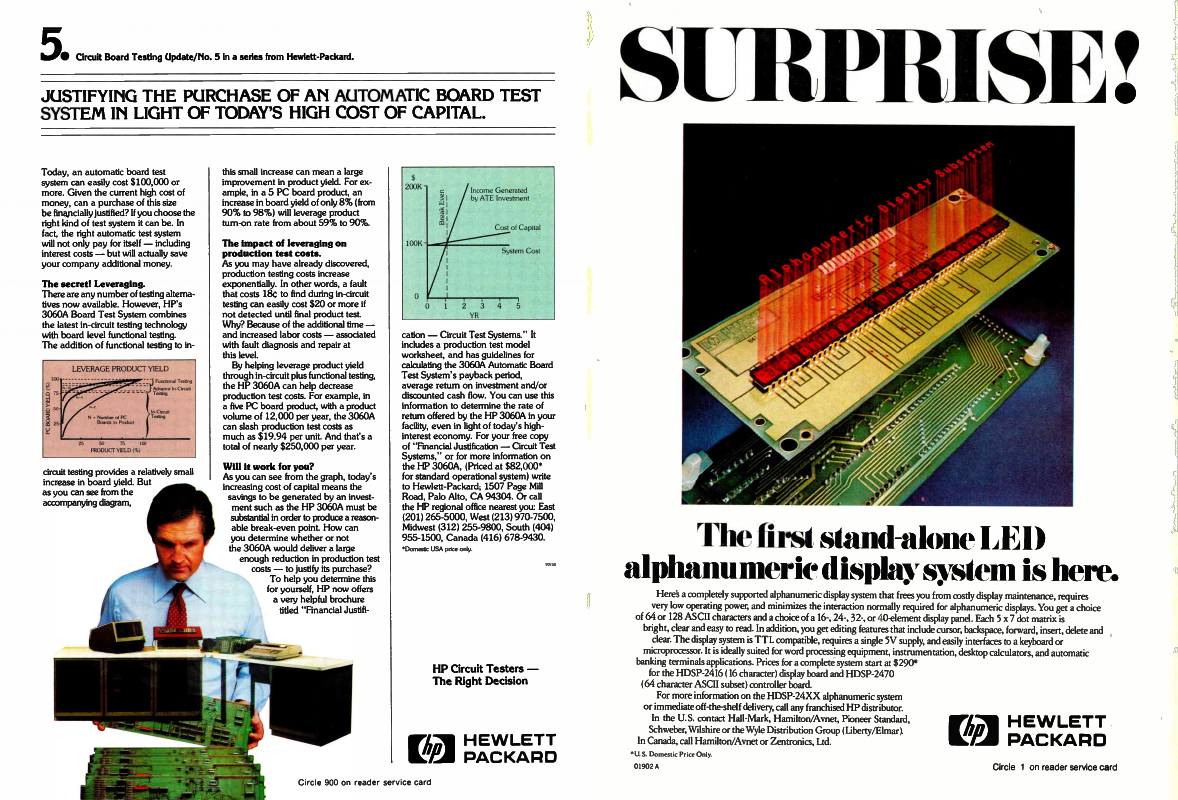 5. Circuit Board Testing Update/No. 5 in a series from Hewlett-Packard.
JUSTIFYING THE PURCHASE OF AN AUTOMATIC BOARD TEST
SYSTEM IN LIGHT OF TODAY'S HIGH COST OF CAPITAL.
Today, an automatic board test
system can easily cost $100,000 or
more. Given the current high cost of
money, can a purchase of this size
be financially justified? If you choose the
right kind of test system it can be. In
fact, the right automatic test system
will not only pay for itself — including
interest costs — but will actually save
your company additional money.
The secret! Leveraging.
There are any number of testing alterna-
tives now available. However, HP's
3060A Board Test System combines
the latest in-circuit testing technology
with board level functional testing.
The addition of functional testing to in-
LEVERAGE PRODUCT YIELD
PC BOARD YIELD (%)
100
75
50
25
Functional Testing
Advance In-Circuit
Testing
In-Circuit
Testing
N = Number of PC
Boards in Product
25 50 75 100
PRODUCT YIELD (%)
circuit testing provides a relatively small
increase in board yield. But
as you can see from the
accompanying diagram,
this small increase can mean a large
improvement in product yield. For ex-
ample, in a 5 PC board product, an
increase in board yield of only 8% (from
90% to 98%) will leverage product
turn-on rate from about 59% to 90%.
The impact of leveraging on
production test costs.
As you may have already discovered,
production testing costs increase
exponentially. In other words, a fault
that costs 18¢ to find during in-circuit
testing can easily cost $20 or more if
not detected until final product test.
Why? Because of the additional time —
and increased labor costs — associated
with fault diagnosis and repair at
this level.
By helping leverage product yield
through in-circuit plus functional testing,
the HP 3060A can help decrease
production test costs. For example, in
a five PC board product, with a product
volume of 12,000 per year, the 3060A
can slash production test costs as
much as $19.94 per unit. And that's a
total of nearly $250,000 per year.
Will it work for you?
As you can see from the graph, today's
increasing cost of capital means the
savings to be generated by an invest-
ment such as the HP 3060A must be
substantial in order to produce a reason-
able break-even point. How can
you determine whether or not
the 3060A would deliver a large
enough reduction in production test
costs — to justify its purchase?
To help you determine this
for yourself, HP now offers
a very helpful brochure
titled "Financial Justifi-
$
200K
100K
0
Break Even
Income Generated
by ATE Investment
Cost of Capital
System Cost
0 1 2 3 4 5
YR
cation — Circuit Test Systems." It
includes a production test model
worksheet, and has guidelines for
calculating the 3060A Automatic Board
Test System's payback period,
average return on investment and/or
discounted cash flow. You can use this
information to determine the rate of
return offered by the HP 3060A in your
facility, even in light of today's high-
interest economy. For your free copy
of "Financial Justification — Circuit Test
Systems," or for more information on
the HP 3060A, (Priced at $82,000*
for standard operational system) write
to Hewlett-Packard; 1507 Page Mill
Road, Palo Alto, CA 94304. Or call
the HP regional office nearest you: East
(201) 265-5000, West (213) 970-7500,
Midwest (312) 255-9800, South (404)
955-1500, Canada (416) 678-9430.
*Domestic USA price only.
HP Circuit Testers —
The Right Decision
hp HEWLETT
PACKARD
Circle 900 on reader service card
SURPRISE!
Alphanumeric Display Subsystem
The first stand-alone LED
alphanumeric display system is here.
Here's a completely supported alphanumeric display system that frees you from costly display maintenance, requires
very low operating power, and minimizes the interaction normally required for alphanumeric displays. You get a choice
of 64 or 128 ASCII characters and a choice of a 16-, 24-, 32-, or 40-element display panel. Each 5 x 7 dot matrix is
bright, clear and easy to read. In addition, you get editing features that include cursor, backspace, forward, insert, delete and
clear. The display system is TTL compatible, requires a single 5V supply, and easily interfaces to a keyboard or
microprocessor. It is ideally suited for word processing equipment, instrumentation, desktop calculators, and automatic
banking terminals applications. Prices for a complete system start at $290*
for the HDSP-2416 (16 character) display board and HDSP-2470
(64 character ASCII subset) controller board.
For more information on the HDSP-24XX alphanumeric system
or immediate off-the-shelf delivery, call any franchised HP distributor.
In the U.S. contact Hall-Mark, Hamilton/Avnet, Pioneer Standard,
Schweber, Wilshire or the Wyle Distribution Group (Liberty/Elmar).
In Canada, call Hamilton/Avnet or Zentronics, Ltd.
*U.S. Domestic Price Only.
01902 A
hp HEWLETT
PACKARD
Circle 1 on reader service card